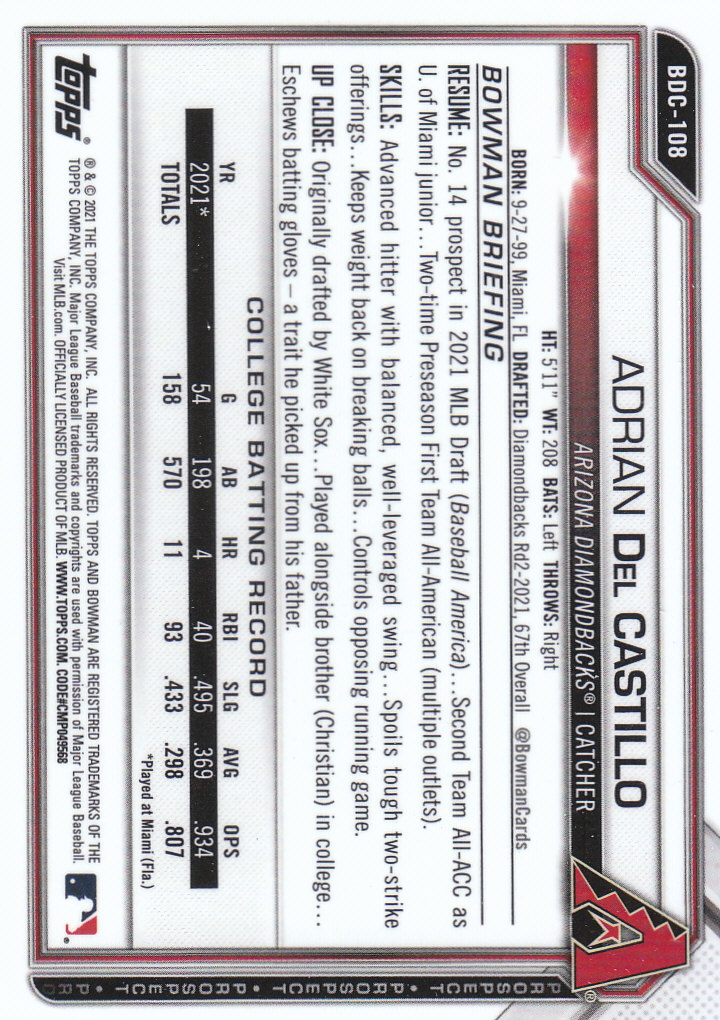 BDC-108
ADRIAN DEL CASTILLO
ARIZONA DIAMONDBACKS® | CATCHER
HT: 5'11" WT: 208 BATS: Left THROWS: Right
BORN: 9-27-99, Miami, FL DRAFTED: Diamondbacks Rd2-2021, 67th Overall @BowmanCards
BOWMAN BRIEFING
RESUME: No. 14 prospect in 2021 MLB Draft (Baseball America)...Second Team All-ACC as
U. of Miami junior...Two-time Preseason First Team All-American (multiple outlets).
SKILLS: Advanced hitter with balanced, well-leveraged swing...Spoils tough two-strike
offerings...Keeps weight back on breaking balls...Controls opposing running game.
UP CLOSE: Originally drafted by White Sox...Played alongside brother (Christian) in college...
Eschews batting gloves – a trait he picked up from his father.
COLLEGE BATTING RECORD
YR G AB HR RBI SLG AVG OPS
2021* 54 198 4 40 .495 .369 .934
TOTALS 158 570 11 93 .433 .298 .807
*Played at Miami (Fla.)
topps®
® & © 2021 THE TOPPS COMPANY, INC. ALL RIGHTS RESERVED. TOPPS AND BOWMAN ARE REGISTERED TRADEMARKS OF THE
TOPPS COMPANY, INC. Major League Baseball trademarks and copyrights are used with permission of Major League Baseball.
Visit MLB.com. OFFICIALLY LICENSED PRODUCT OF MLB. WWW.TOPPS.COM. CODE#CMP049568
PROSPECT • PROSPECT • PROSPECT • PROSPECT